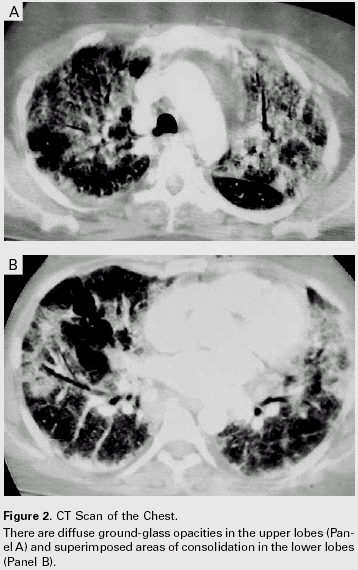 A
B
Figure 2. CT Scan of the Chest.
There are diffuse ground-glass opacities in the upper lobes (Pan-
el A) and superimposed areas of consolidation in the lower lobes
(Panel B).